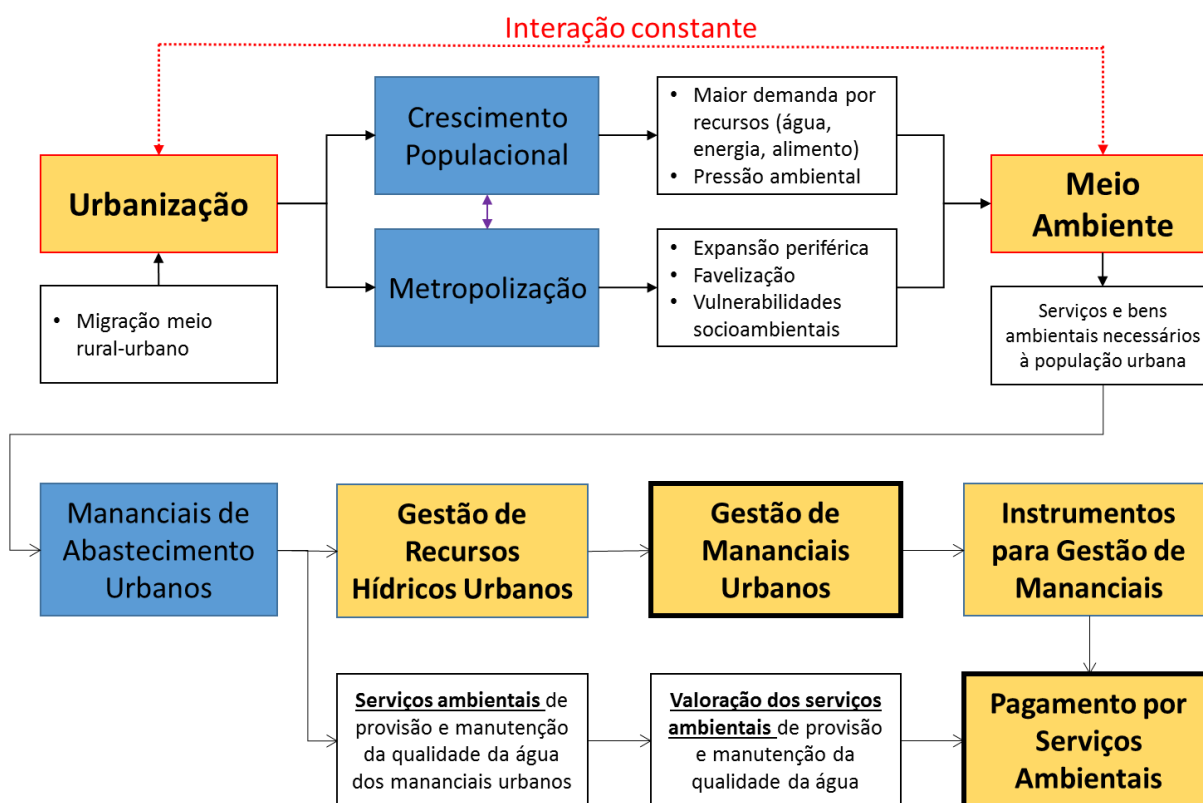 Interação constante
Urbanização
• Migração meio
rural-urbano
Crescimento
Populacional
Metropolização
• Maior demanda por
recursos (água,
energia, alimento)
• Pressão ambiental
• Expansão periférica
• Favelização
• Vulnerabilidades
socioambientais
Meio
Ambiente
Serviços e bens
ambientais necessários
à população urbana
Mananciais de
Abastecimento
Urbanos
Gestão de
Recursos
Hídricos Urbanos
Gestão de
Mananciais
Urbanos
Instrumentos
para Gestão de
Mananciais
Serviços ambientais de
provisão e manutenção
da qualidade da água
dos mananciais urbanos
Valoração dos serviços
ambientais de provisão
e manutenção da
qualidade da água
Pagamento por
Serviços
Ambientais